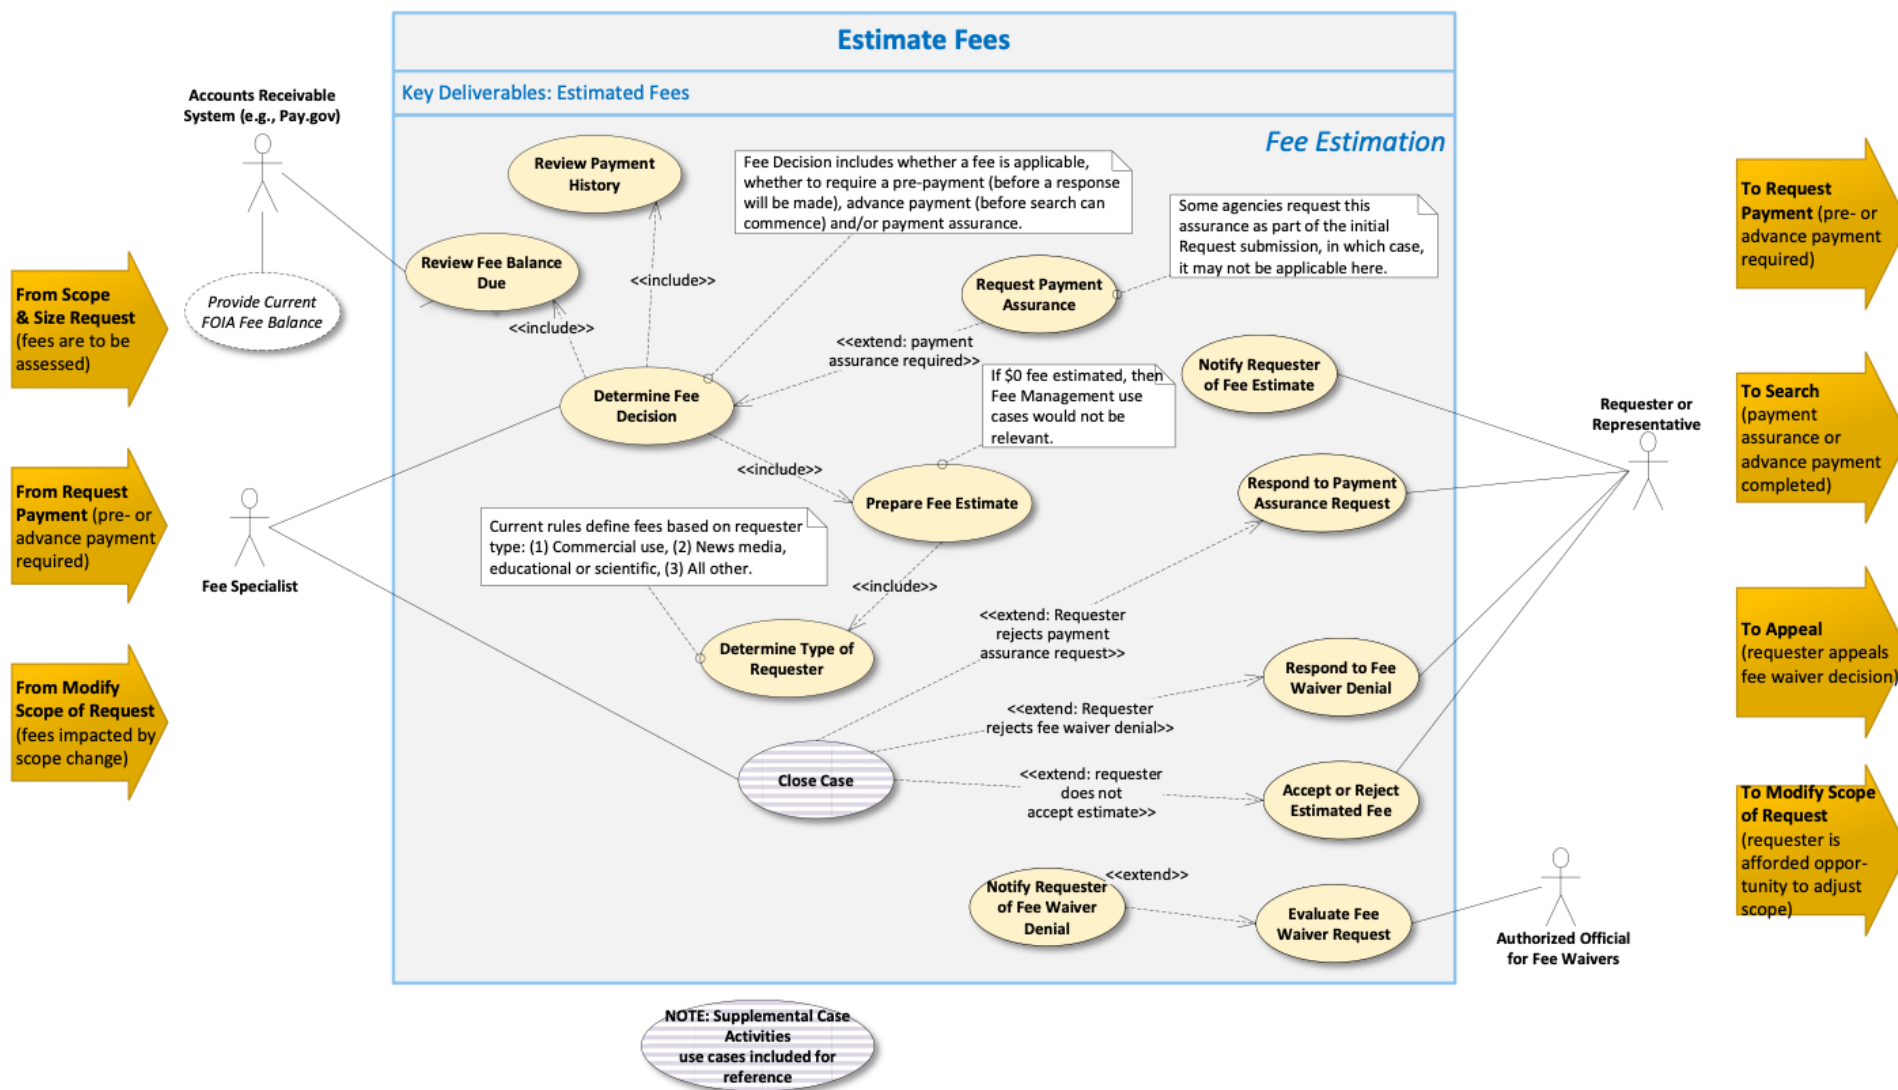 Estimate Fees
Key Deliverables: Estimated Fees
Fee Estimation
Accounts Receivable
System (e.g., Pay.gov)
Provide Current
FOIA Fee Balance
From Scope
& Size Request
(fees are to be
assessed)
From Request
Payment (pre- or
advance payment
required)
From Modify
Scope of Request
(fees impacted by
scope change)
Fee Specialist
Review Payment
History
Review Fee Balance
Due
<<include>>
<<include>>
Fee Decision includes whether a fee is applicable,
whether to require a pre-payment (before a response
will be made), advance payment (before search can
commence) and/or payment assurance.
Some agencies request this
assurance as part of the initial
Request submission, in which case,
it may not be applicable here.
Request Payment
Assurance
<<extend: payment
assurance required>>
Determine Fee
Decision
If $0 fee estimated, then
Fee Management use
cases would not be
relevant.
Notify Requester
of Fee Estimate
<<include>>
Prepare Fee Estimate
Respond to Payment
Assurance Request
Current rules define fees based on requester
type: (1) Commercial use, (2) News media,
educational or scientific, (3) All other.
<<include>>
Determine Type of
Requester
<<extend: Requester
rejects payment
assurance request>>
Respond to Fee
Waiver Denial
<<extend: Requester
rejects fee waiver denial>>
Close Case
<<extend: requester
does not
accept estimate>>
Accept or Reject
Estimated Fee
<<extend>>
Notify Requester
of Fee Waiver
Denial
Evaluate Fee
Waiver Request
Requester or
Representative
Authorized Official
for Fee Waivers
To Request
Payment (pre- or
advance payment
required)
To Search
(payment
assurance or
advance payment
completed)
To Appeal
(requester appeals
fee waiver decision)
To Modify Scope
of Request
(requester is
afforded oppor-
tunity to adjust
scope)
NOTE: Supplemental Case
Activities
use cases included for
reference